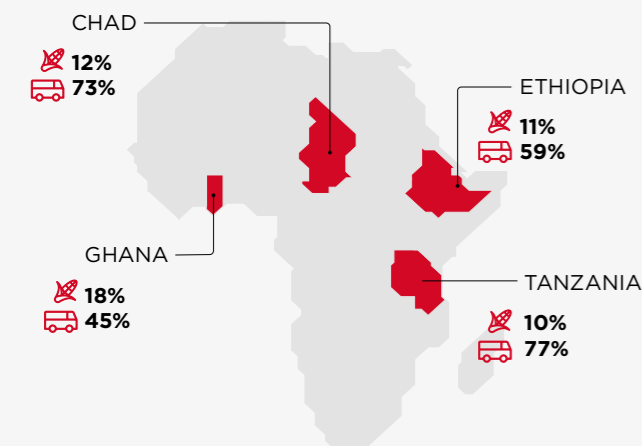 CHAD
12%
73%
ETHIOPIA
11%
59%
GHANA
18%
45%
TANZANIA
10%
77%